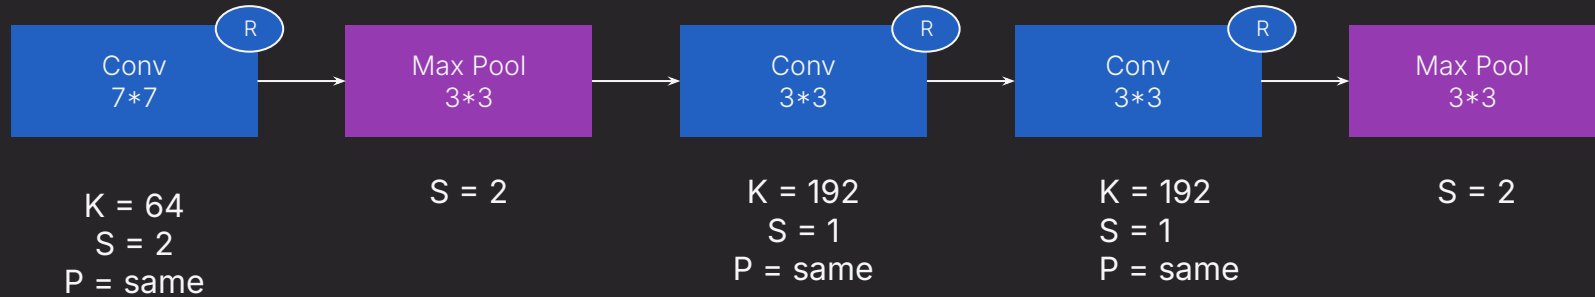 R
Conv
7*7
Max Pool
3*3
R
Conv
3*3
R
Conv
3*3
Max Pool
3*3
K = 64
S = 2
P = same
S = 2
K = 192
S = 1
P = same
K = 192
S = 1
P = same
S = 2